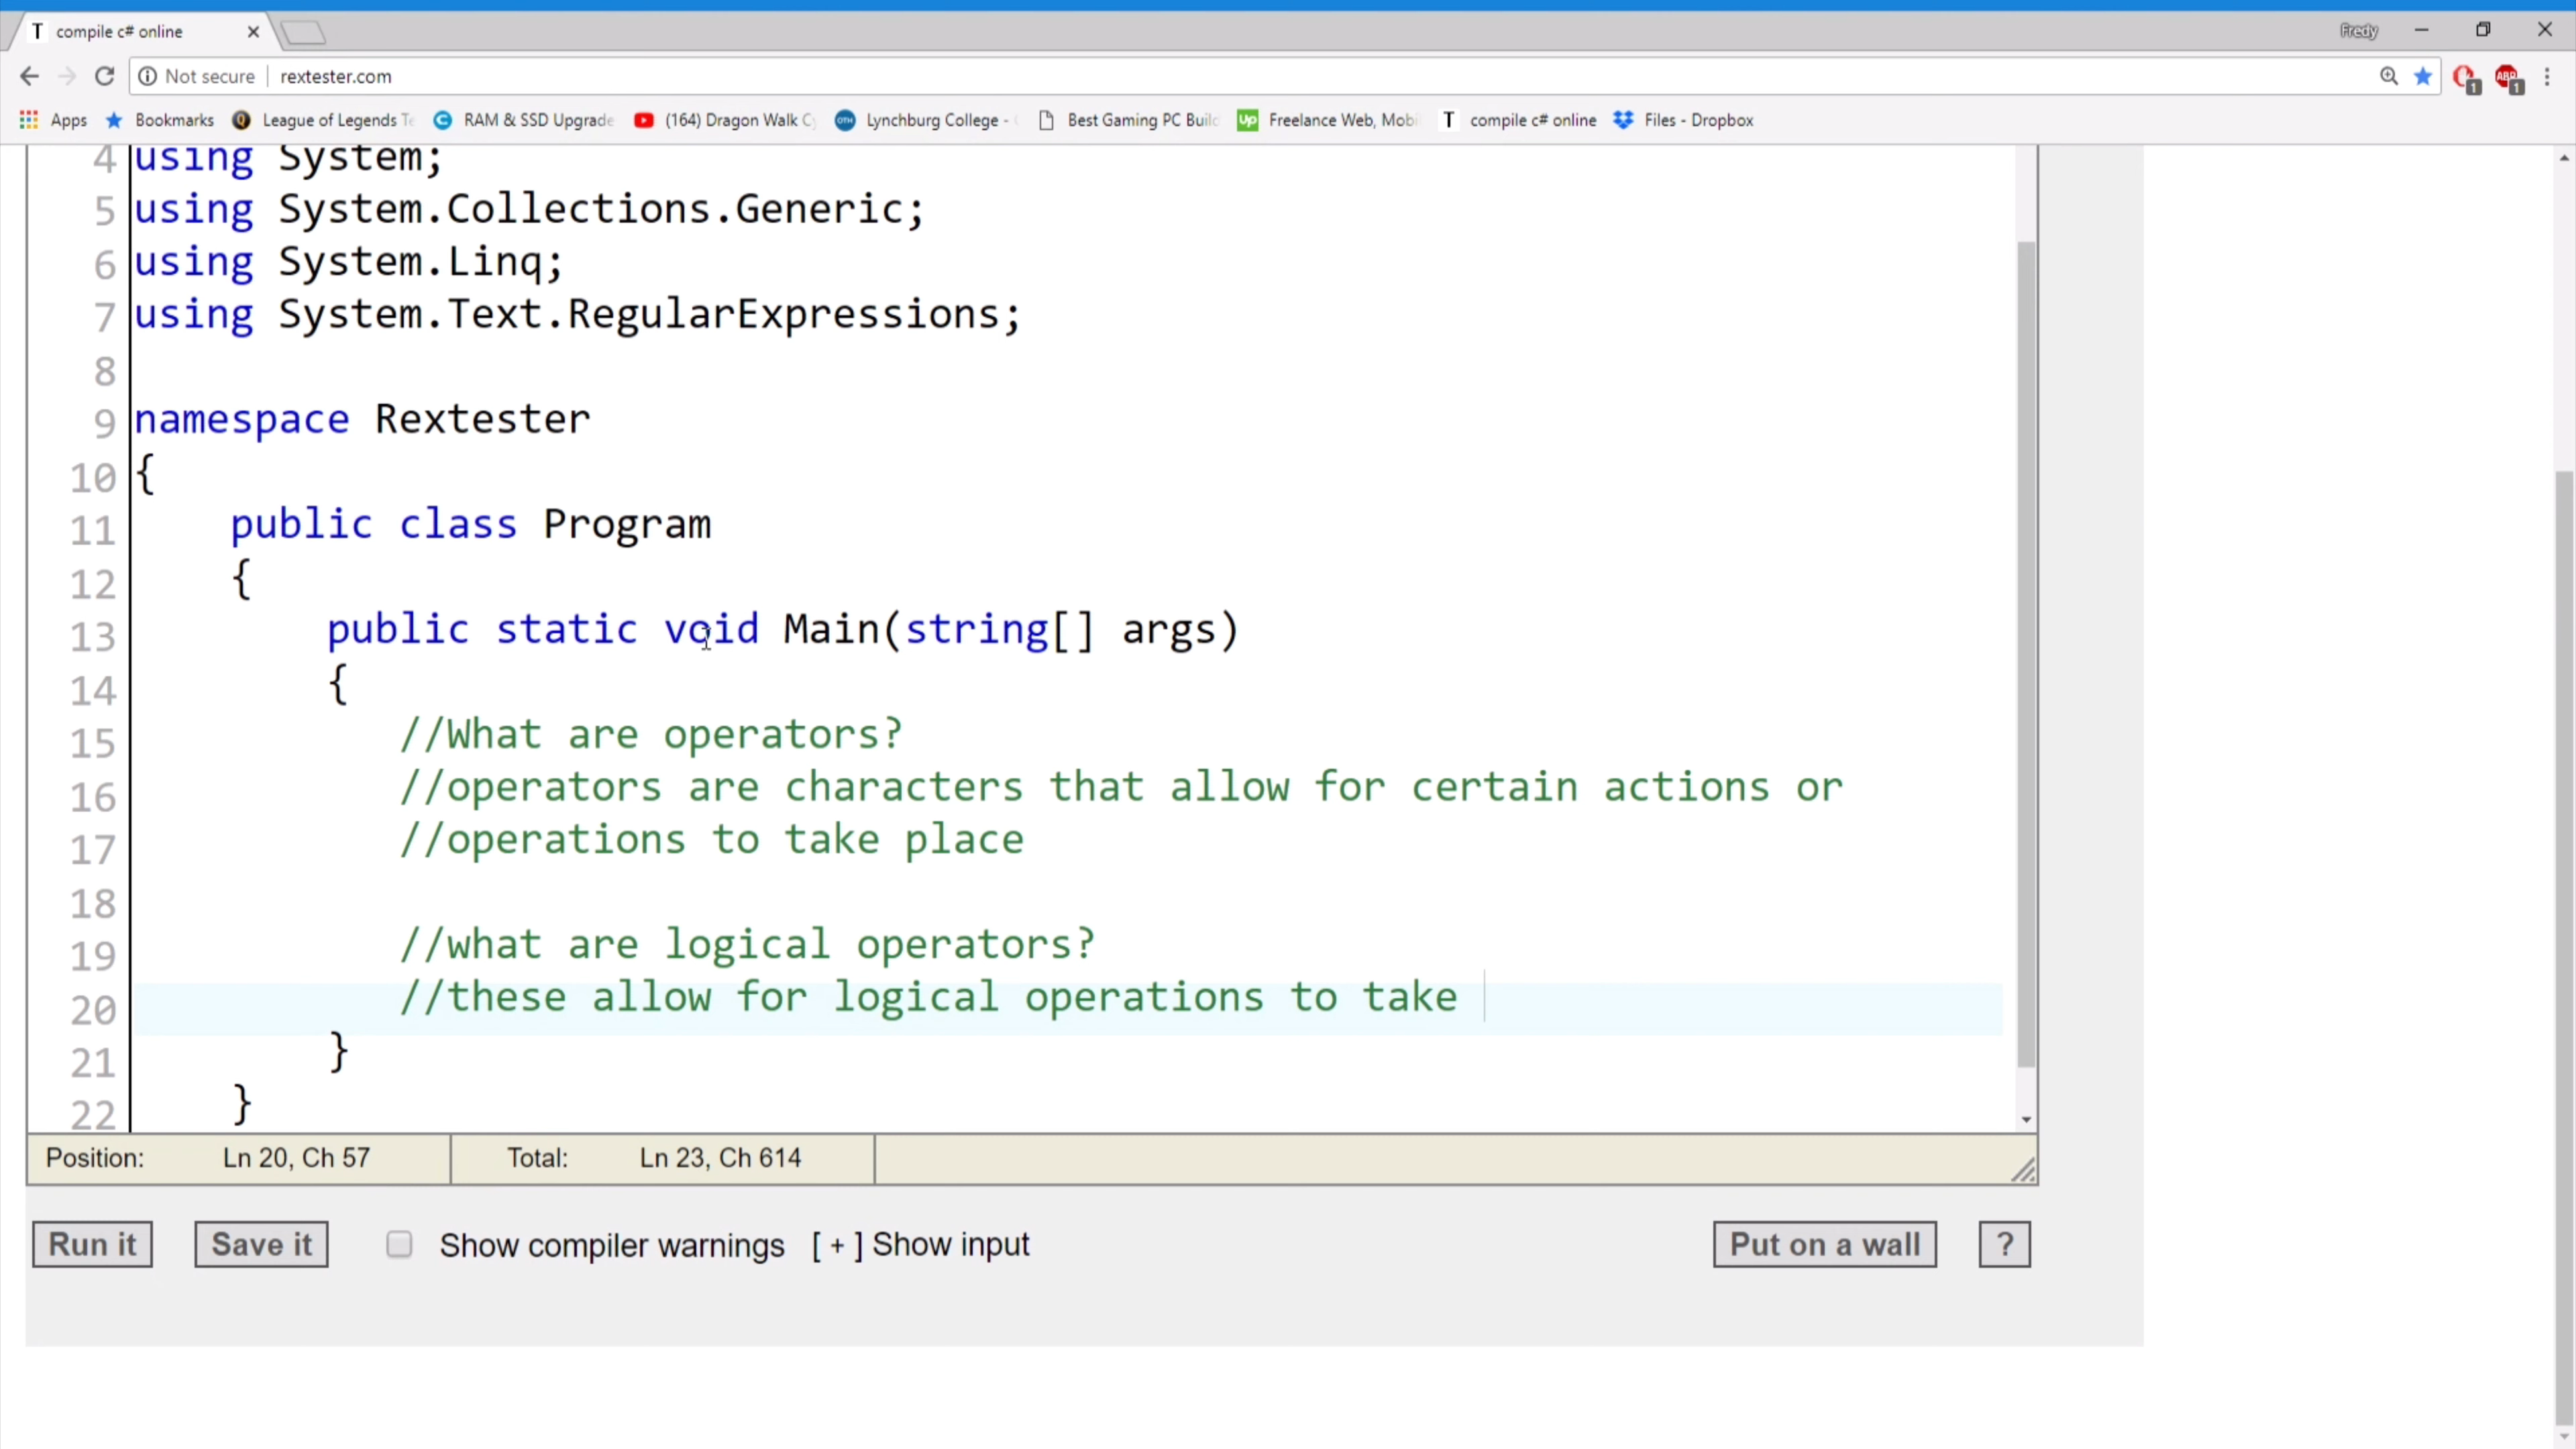 T compile c# online
Fredy
Not secure rextester.com
Apps Bookmarks League of Legends Te RAM & SSD Upgrade (164) Dragon Walk C Lynchburg College - Best Gaming PC Build Up Freelance Web, Mobi T compile c# online Files - Dropbox
4 using System;
5 using System.Collections.Generic;
6 using System.Linq;
7 using System.Text.RegularExpressions;
8
9 namespace Rextester
10 {
11 public class Program
12 {
13 public static void Main(string[] args)
14 {
15 //What are operators?
16 //operators are characters that allow for certain actions or
17 //operations to take place
18
19 //what are logical operators?
20 //these allow for logical operations to take
21 }
22 }
Position: Ln 20, Ch 57 Total: Ln 23, Ch 614
Run it Save it Show compiler warnings [ + ] Show input Put on a wall ?